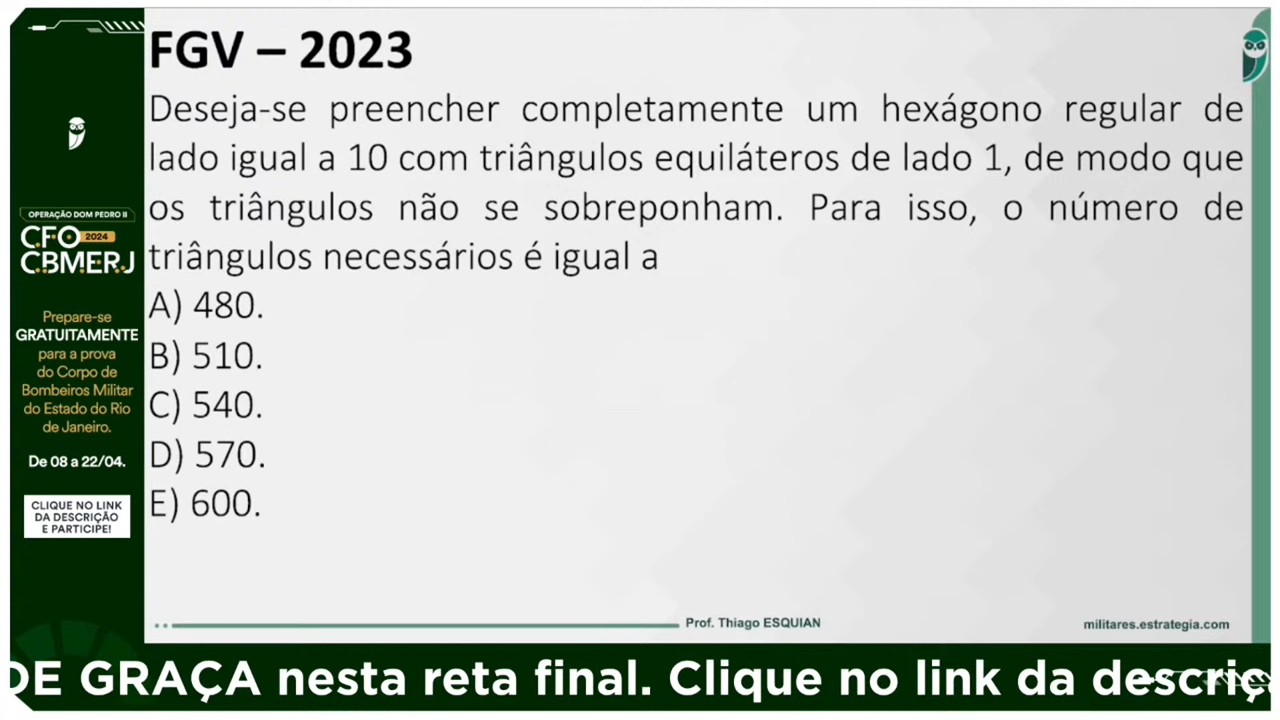 FGV – 2023
Deseja-se preencher completamente um hexágono regular de
lado igual a 10 com triângulos equiláteros de lado 1, de modo que
os triângulos não se sobreponham. Para isso, o número de
triângulos necessários é igual a
A) 480.
B) 510.
C) 540.
D) 570.
E) 600.
OPERAÇÃO DOM PEDRO II
CFO 2024
CBMERJ
Prepare-se
GRATUITAMENTE
para a prova
do Corpo de
Bombeiros Militar
do Estado do Rio
de Janeiro.
De 08 a 22/04.
CLIQUE NO LINK
DA DESCRIÇÃO
E PARTICIPE!
Prof. Thiago ESQUIAN
militares.estrategia.com
DE GRAÇA nesta reta final. Clique no link da descriç